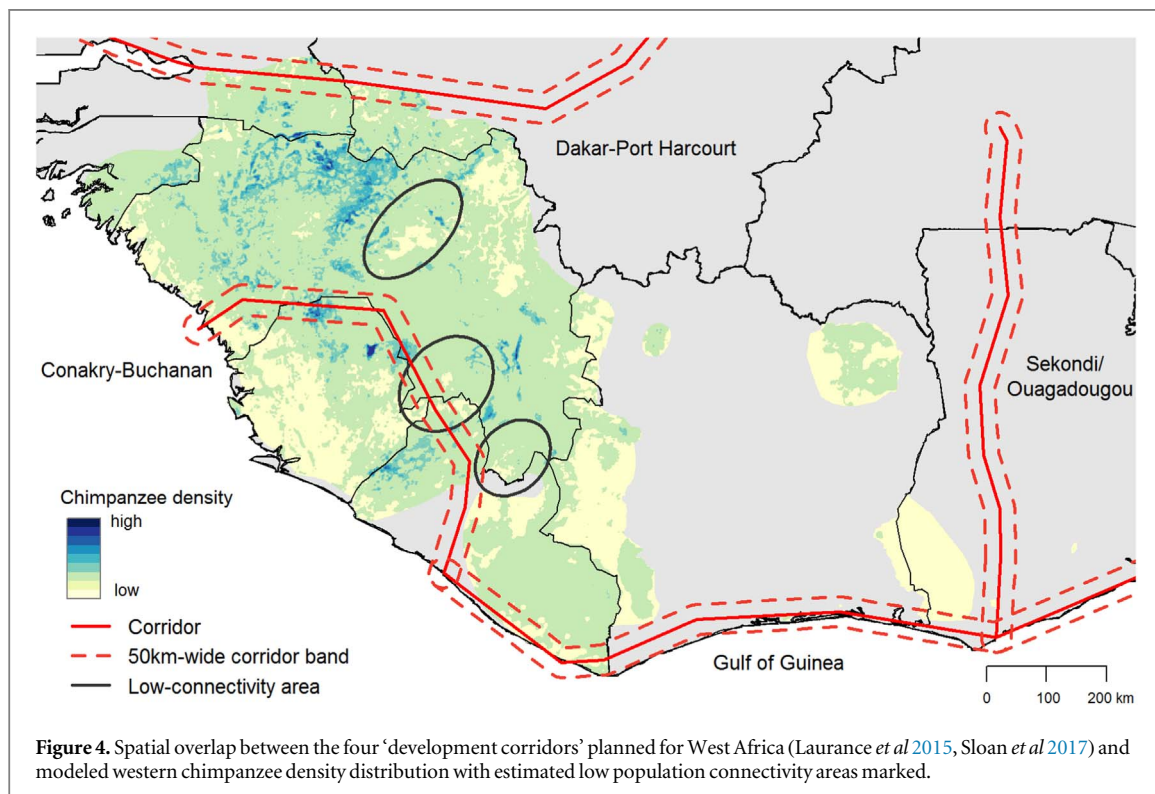 Dakar-Port Harcourt
Conakry-Buchanan
Sekondi/
Ouagadougou
Chimpanzee density
high
low
Corridor
50km-wide corridor band
Low-connectivity area
Gulf of Guinea
0 100 200 km
Figure 4. Spatial overlap between the four ‘development corridors’ planned for West Africa (Laurance et al 2015, Sloan et al 2017) and
modeled western chimpanzee density distribution with estimated low population connectivity areas marked.